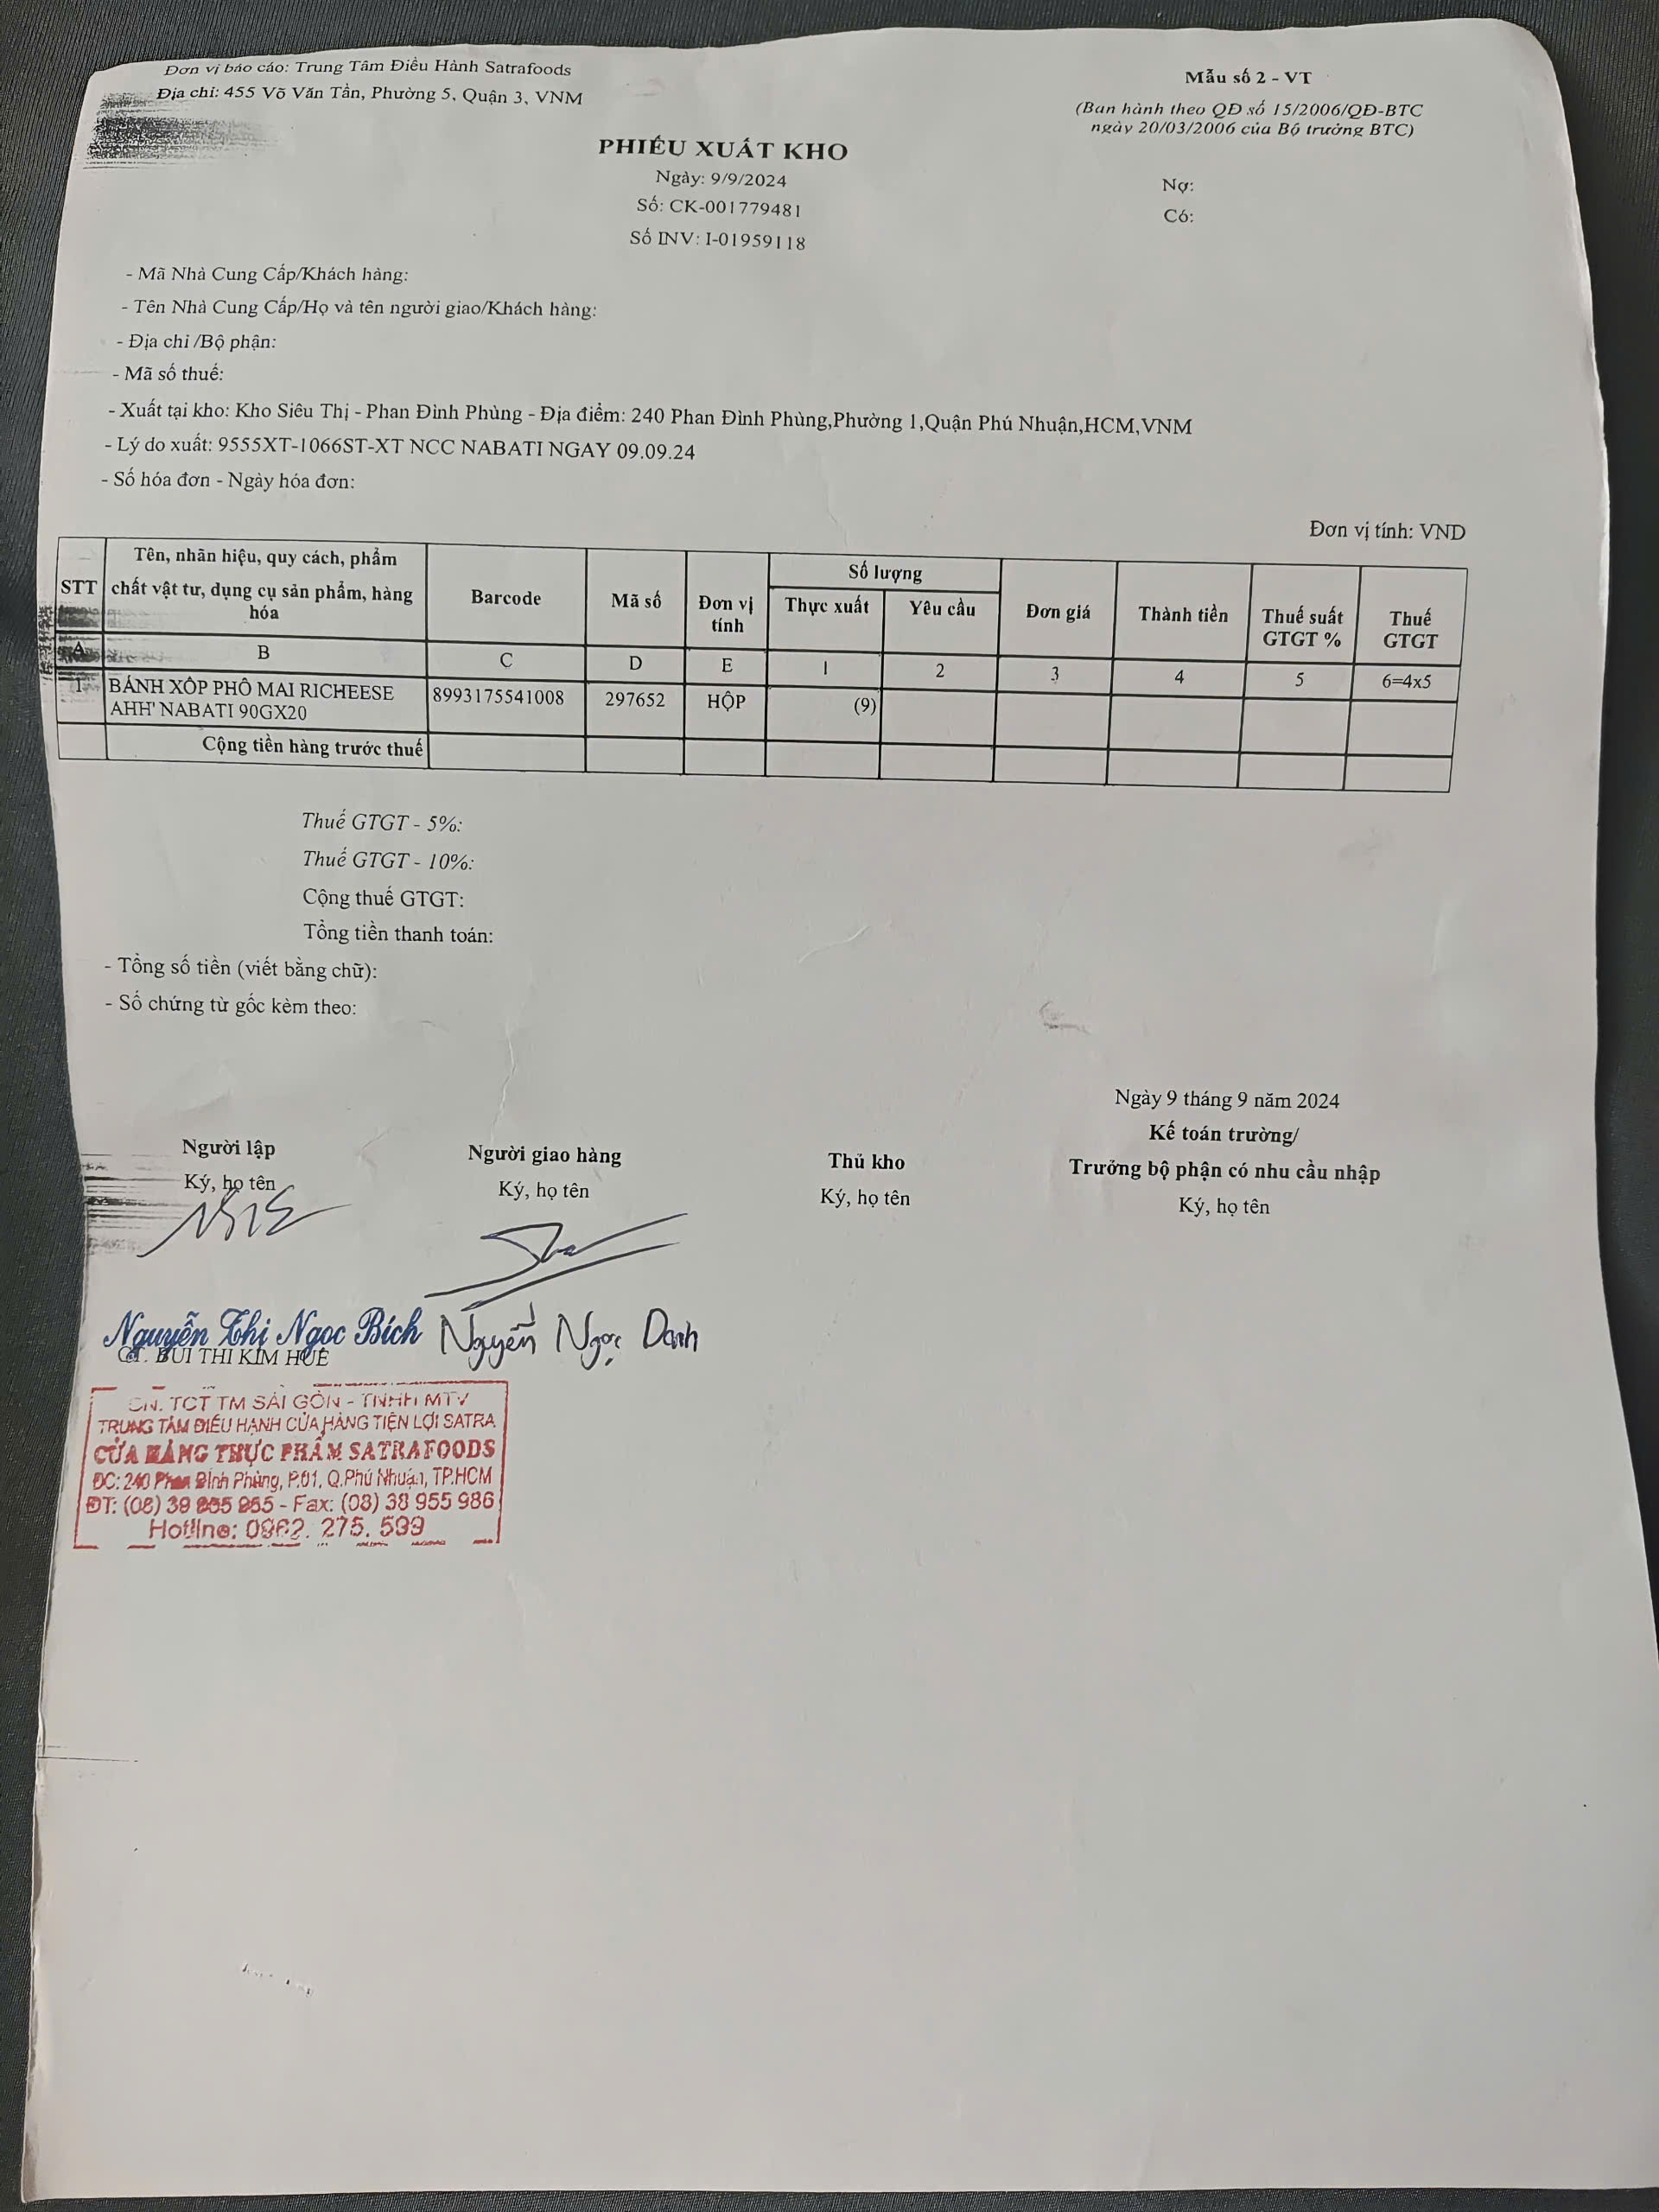 Đơn vị báo cáo: Trung Tâm Điều Hành Satrafoods
Địa chỉ: 455 Võ Văn Tần, Phường 5, Quận 3, VNM
Mẫu số 2 - VT
(Ban hành theo QĐ số 15/2006/QĐ-BTC
ngày 20/03/2006 của Bộ trưởng BTC)
PHIẾU XUẤT KHO
Ngày: 9/9/2024
Số: CK-001779481
Số INV: I-01959118
Nợ:
Có:
- Mã Nhà Cung Cấp/Khách hàng:
- Tên Nhà Cung Cấp/Họ và tên người giao/Khách hàng:
- Địa chỉ /Bộ phận:
- Mã số thuế:
- Xuất tại kho: Kho Siêu Thị - Phan Đình Phùng - Địa điểm: 240 Phan Đình Phùng,Phường 1,Quận Phú Nhuận,HCM,VNM
- Lý do xuất: 9555XT-1066ST-XT NCC NABATI NGAY 09.09.24
- Số hóa đơn - Ngày hóa đơn:
Đơn vị tính: VND
STT Tên, nhãn hiệu, quy cách, phẩm chất vật tư, dụng cụ sản phẩm, hàng hóa Barcode Mã số Đơn vị tính Số lượng Thực xuất Yêu cầu Đơn giá Thành tiền Thuế suất GTGT % Thuế GTGT
A B C D E 1 2 3 4 5 6=4x5
1 BÁNH XỐP PHÔ MAI RICHEESE AHH' NABATI 90GX20 8993175541008 297652 HỘP (9)
Cộng tiền hàng trước thuế
Thuế GTGT - 5%:
Thuế GTGT - 10%:
Cộng thuế GTGT:
Tổng tiền thanh toán:
- Tổng số tiền (viết bằng chữ):
- Số chứng từ gốc kèm theo:
Ngày 9 tháng 9 năm 2024
Người lập
Ký, họ tên
Người giao hàng
Ký, họ tên
Thủ kho
Ký, họ tên
Kế toán trường/
Trưởng bộ phận có nhu cầu nhập
Ký, họ tên
Nguyễn Thị Ngọc Bích
Nguyễn Ngọc Danh
CT. BUI THI KIM HUE
CN. TCT TM SÀI GÒN - TNHH MTV
TRUNG TÂM ĐIỀU HÀNH CỬA HÀNG TIỆN LỢI SATRA
CỬA HÀNG THỰC PHẨM SATRAFOODS
ĐC: 240 Phan Đình Phùng, P.01, Q.Phú Nhuận, TP.HCM
ĐT: (08) 38 955 - Fax: (08) 38 955 986
Hotline: 0962. 275. 599